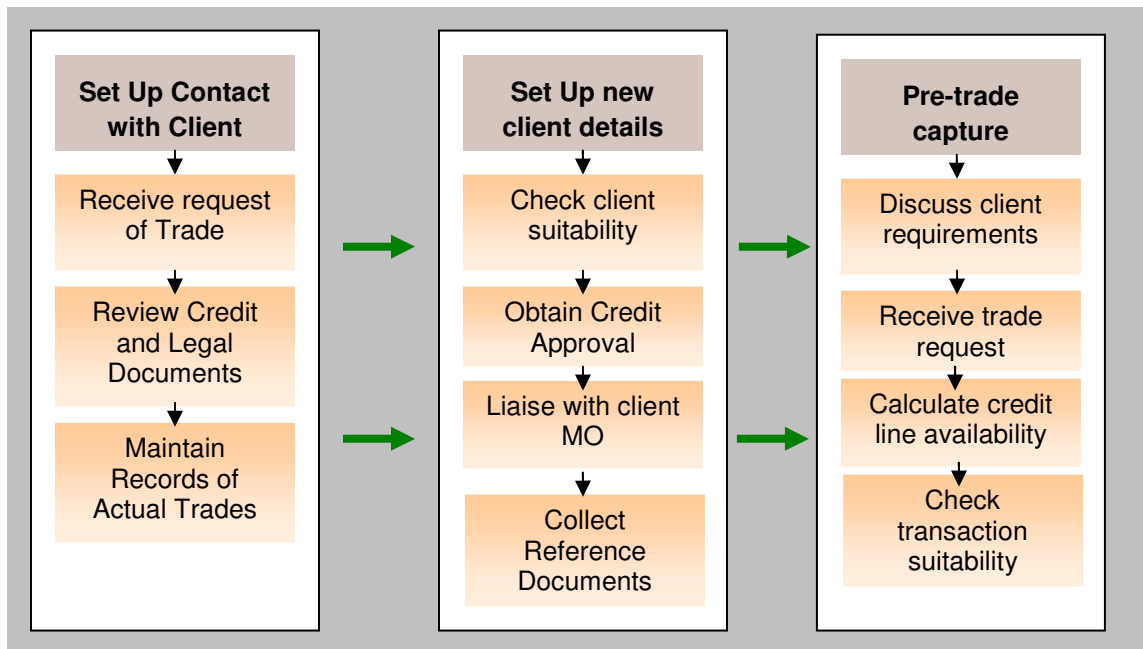 Set Up Contact
with Client
Receive request
of Trade
Review Credit
and Legal
Documents
Maintain
Records of
Actual Trades
Set Up new
client details
Check client
suitability
Obtain Credit
Approval
Liaise with client
MO
Collect
Reference
Documents
Pre-trade
capture
Discuss client
requirements
Receive trade
request
Calculate credit
line availability
Check
transaction
suitability